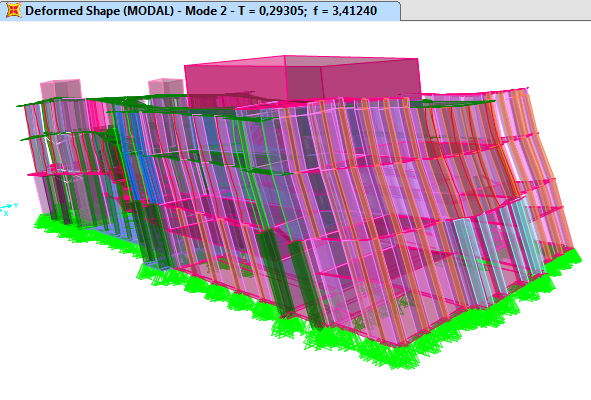 Deformed Shape (MODAL) - Mode 2 - T = 0,29305; f = 3,41240
Y
X